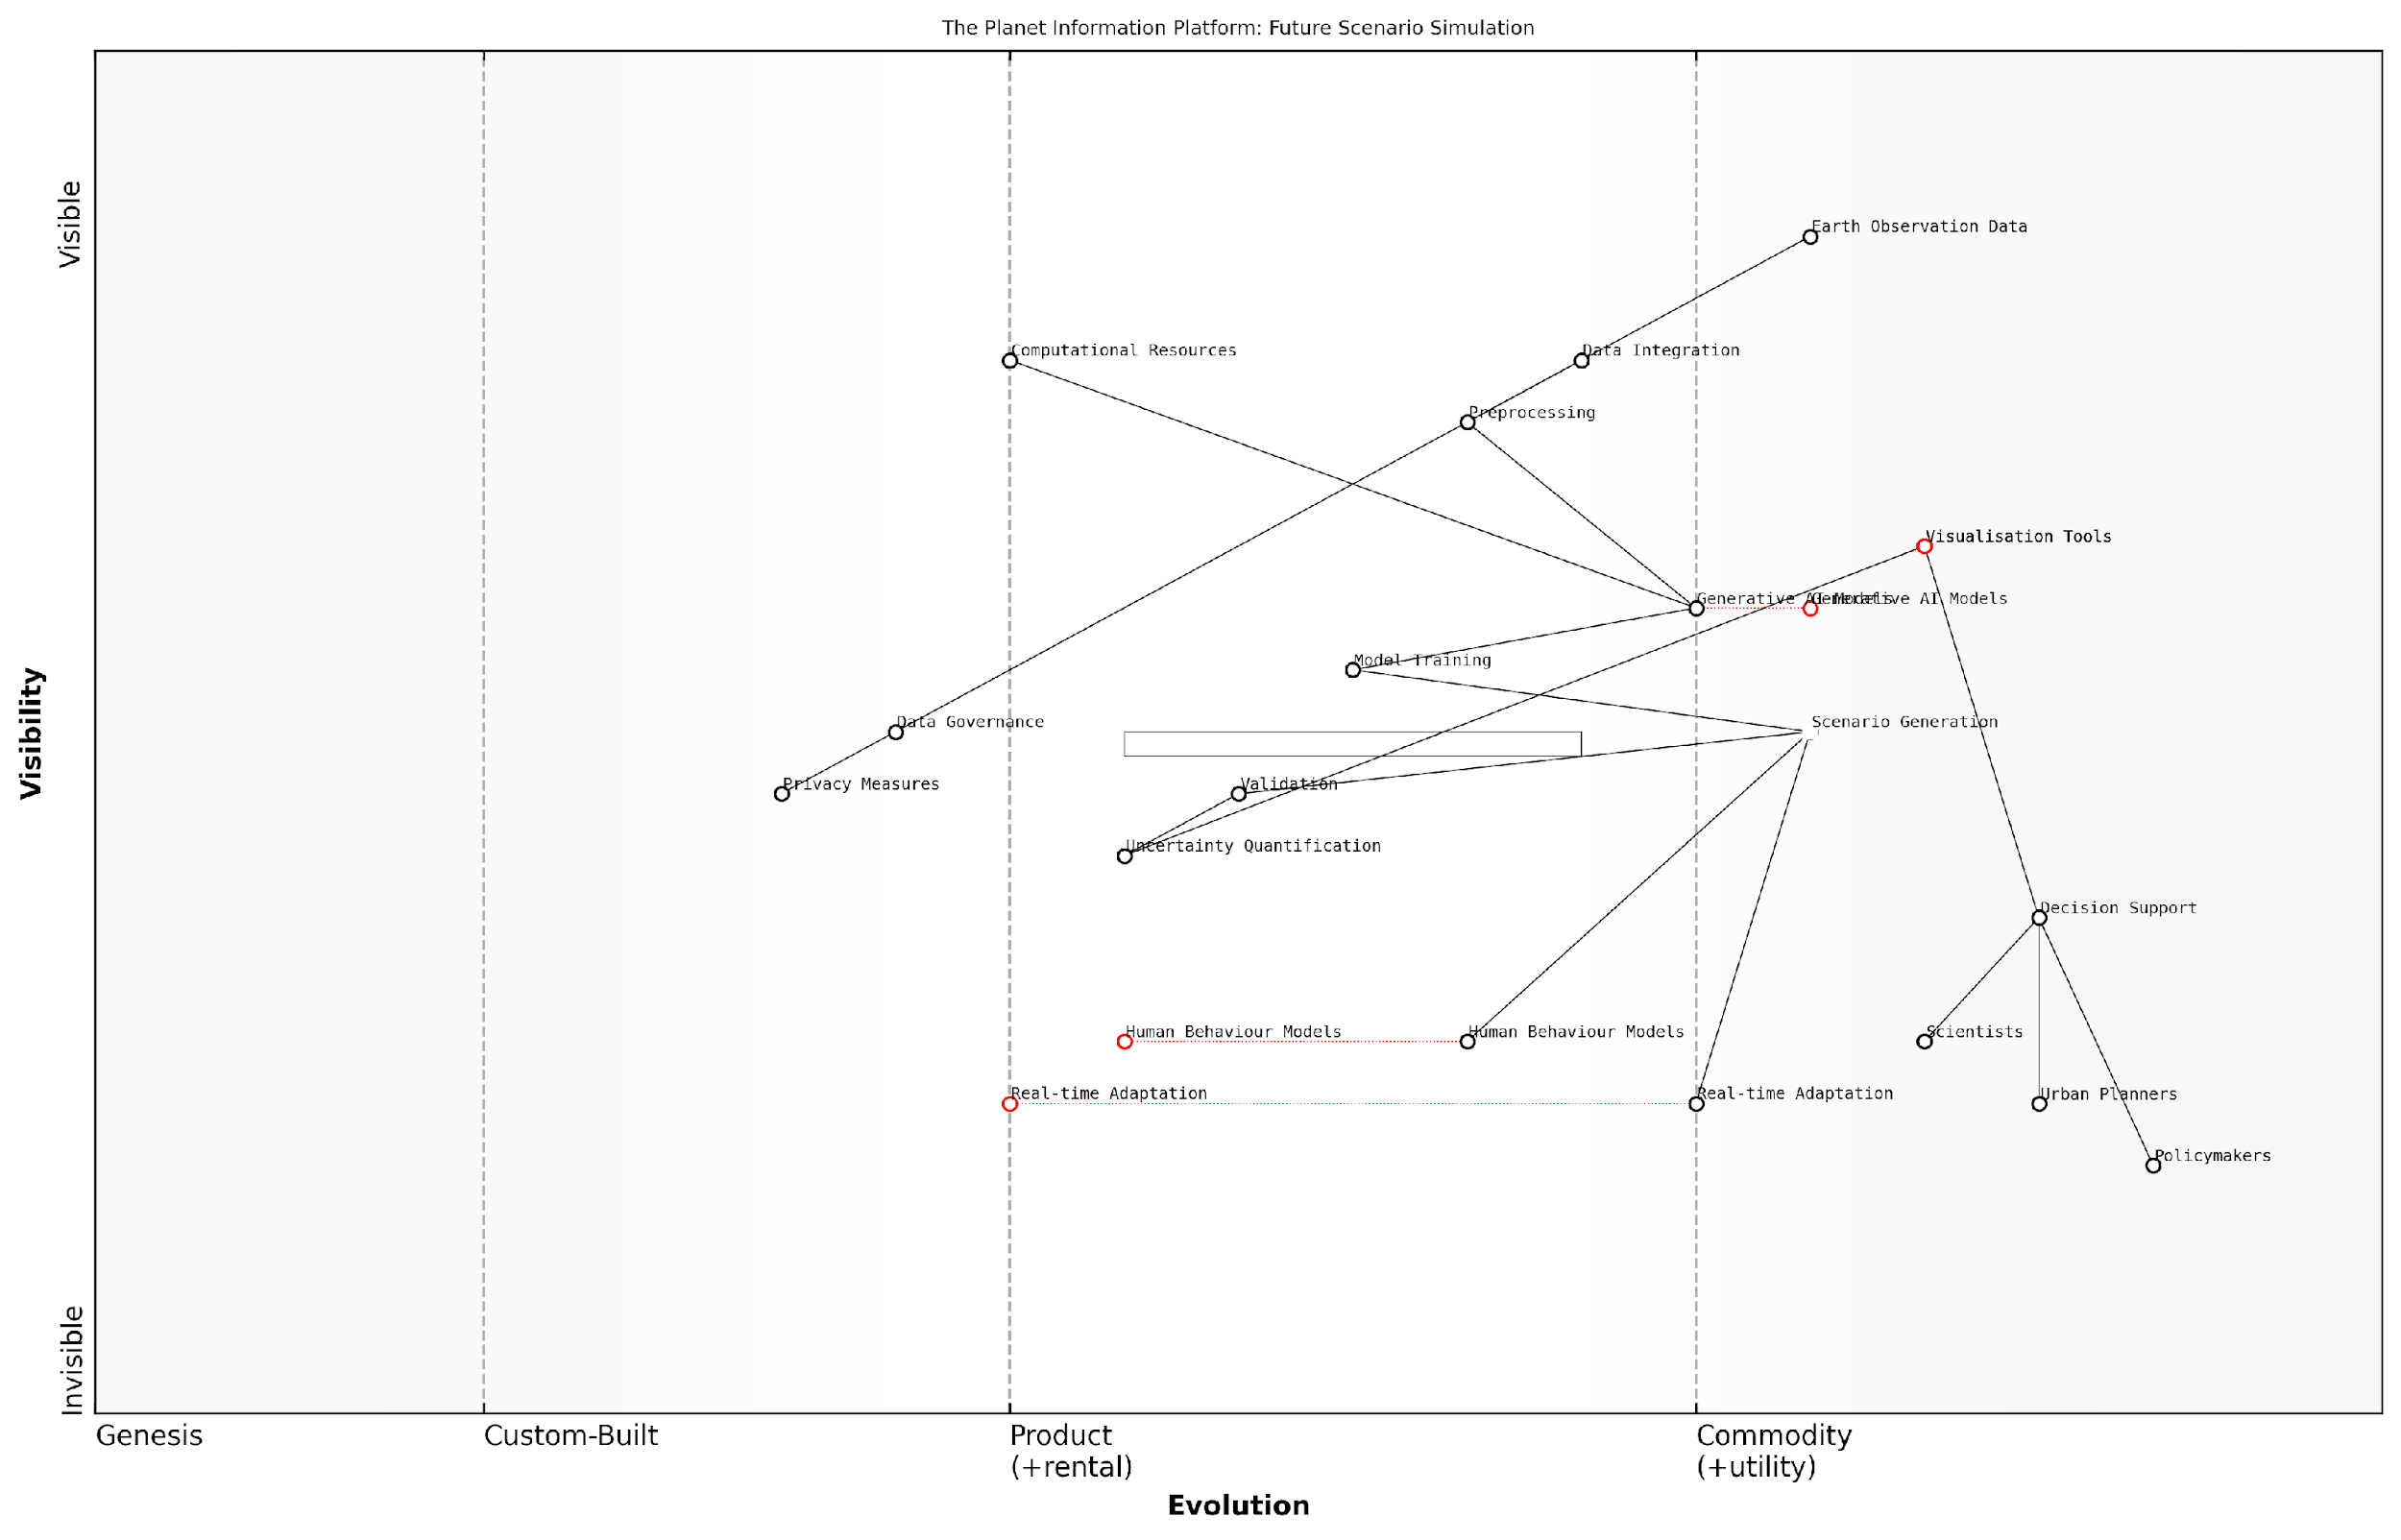 The Planet Information Platform: Future Scenario Simulation
Visible
Earth Observation Data
Computational Resources
Data Integration
Preprocessing
Visualisation Tools
Generative AI Models
Generative AI Models
Model Training
Data Governance
Scenario Generation
Privacy Measures
Validation
Uncertainty Quantification
Decision Support
Human Behaviour Models
Human Behaviour Models
Scientists
Real-time Adaptation
Real-time Adaptation
Urban Planners
Policymakers
Visibility
Invisible
Genesis
Custom-Built
Product
(+rental)
Commodity
(+utility)
Evolution